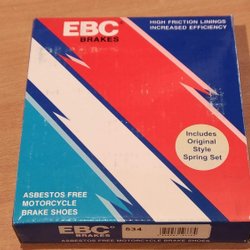 EBC
BRAKES
HIGH FRICTION LININGS
INCREASED EFFICIENCY
Includes
Original
Style
Spring Set
ASBESTOS FREE
MOTORCYCLE
BRAKE SHOES
EBC® 534
BRAKES
ASBESTOS FREE MOTORCYCLE BRAKE SHOES